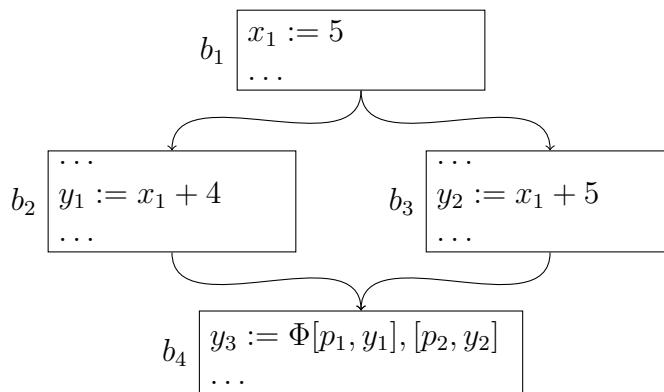 b₁
x₁ := 5
...
b₂
...
y₁ := x₁ + 4
...
b₃
...
y₂ := x₁ + 5
...
b₄
y₃ := Φ[p₁, y₁], [p₂, y₂]
...